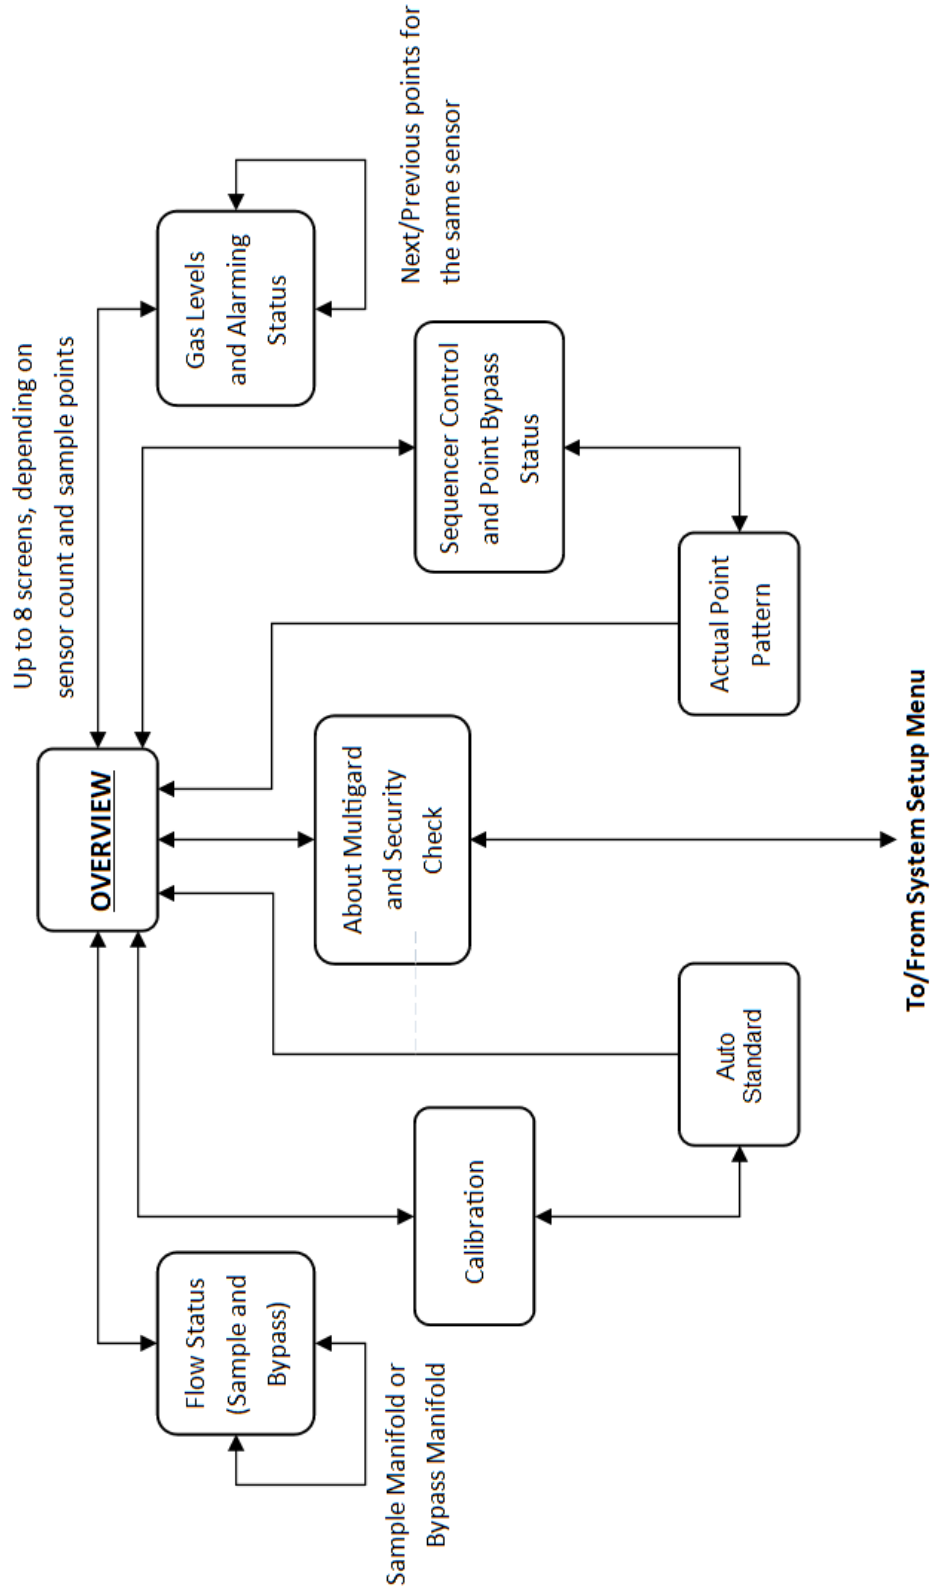 OVERVIEW
Up to 8 screens, depending on
sensor count and sample points
Flow Status
(Sample and
Bypass)
Gas Levels
and Alarming
Status
Sample Manifold or
Bypass Manifold
Next/Previous points for
the same sensor
Calibration
About Multigard
and Security
Check
Sequencer Control
and Point Bypass
Status
Auto
Standard
Actual Point
Pattern
To/From System Setup Menu